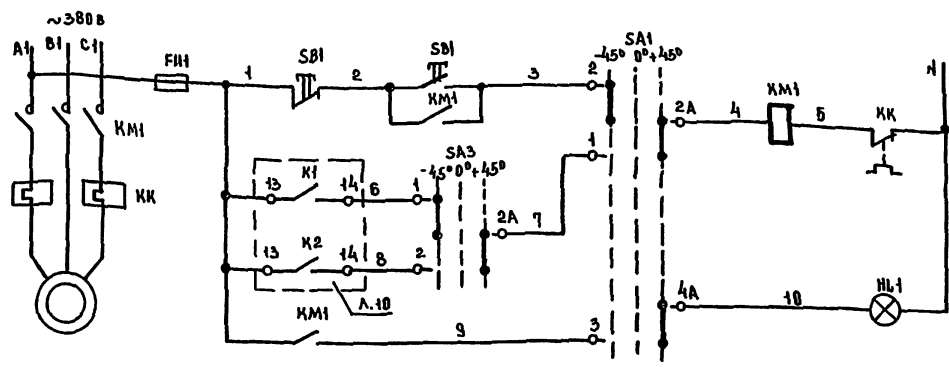 ~380в
A1 B1 C1
FU1
1
SB1
2
SB1
3
2
SA1
-45° 0° +45°
N
KM1
KM1
2A
4
KM1
5
KK
1
KK
13
K1
14
6
1
SA3
-45° 0° +45°
2A
7
13
K2
14
8
2
Л.10
KM1
9
3
4A
10
HL1